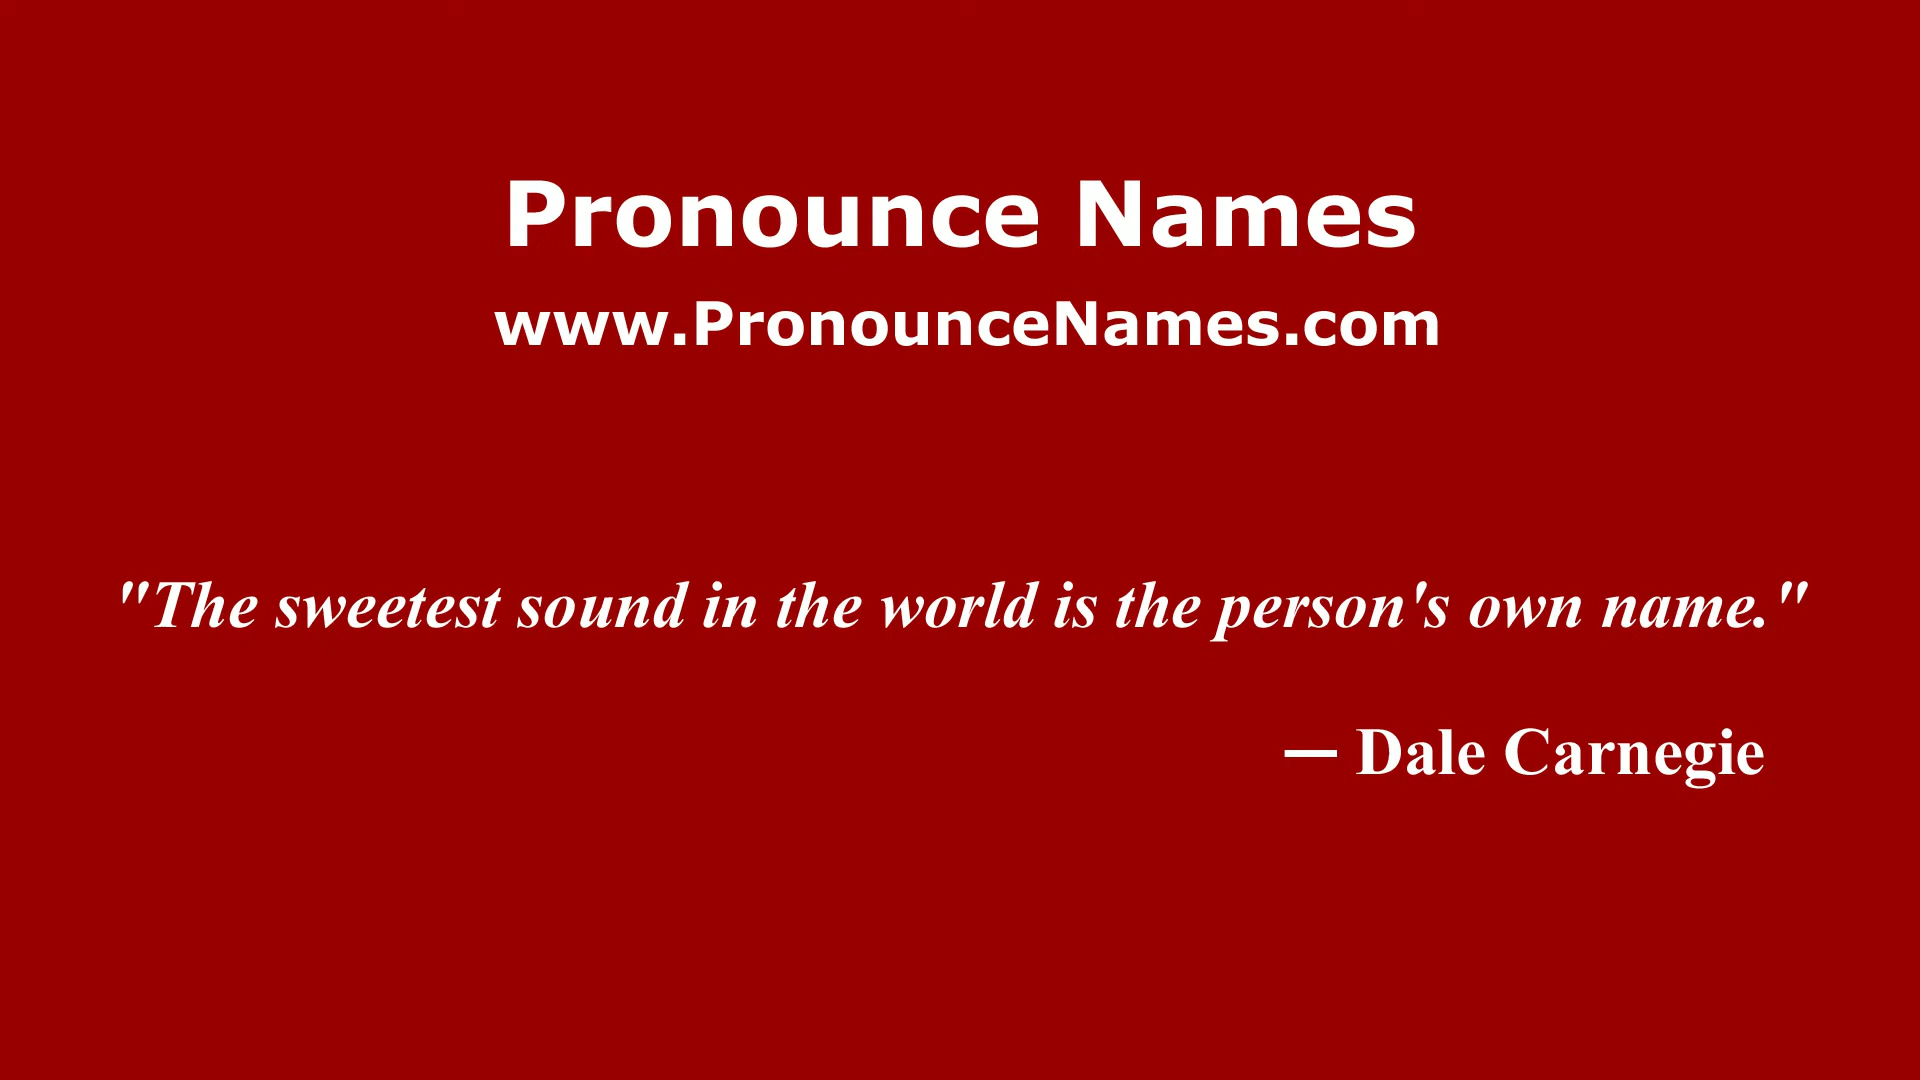 Pronounce Names
www.PronounceNames.com
"The sweetest sound in the world is the person's own name."
— Dale Carnegie